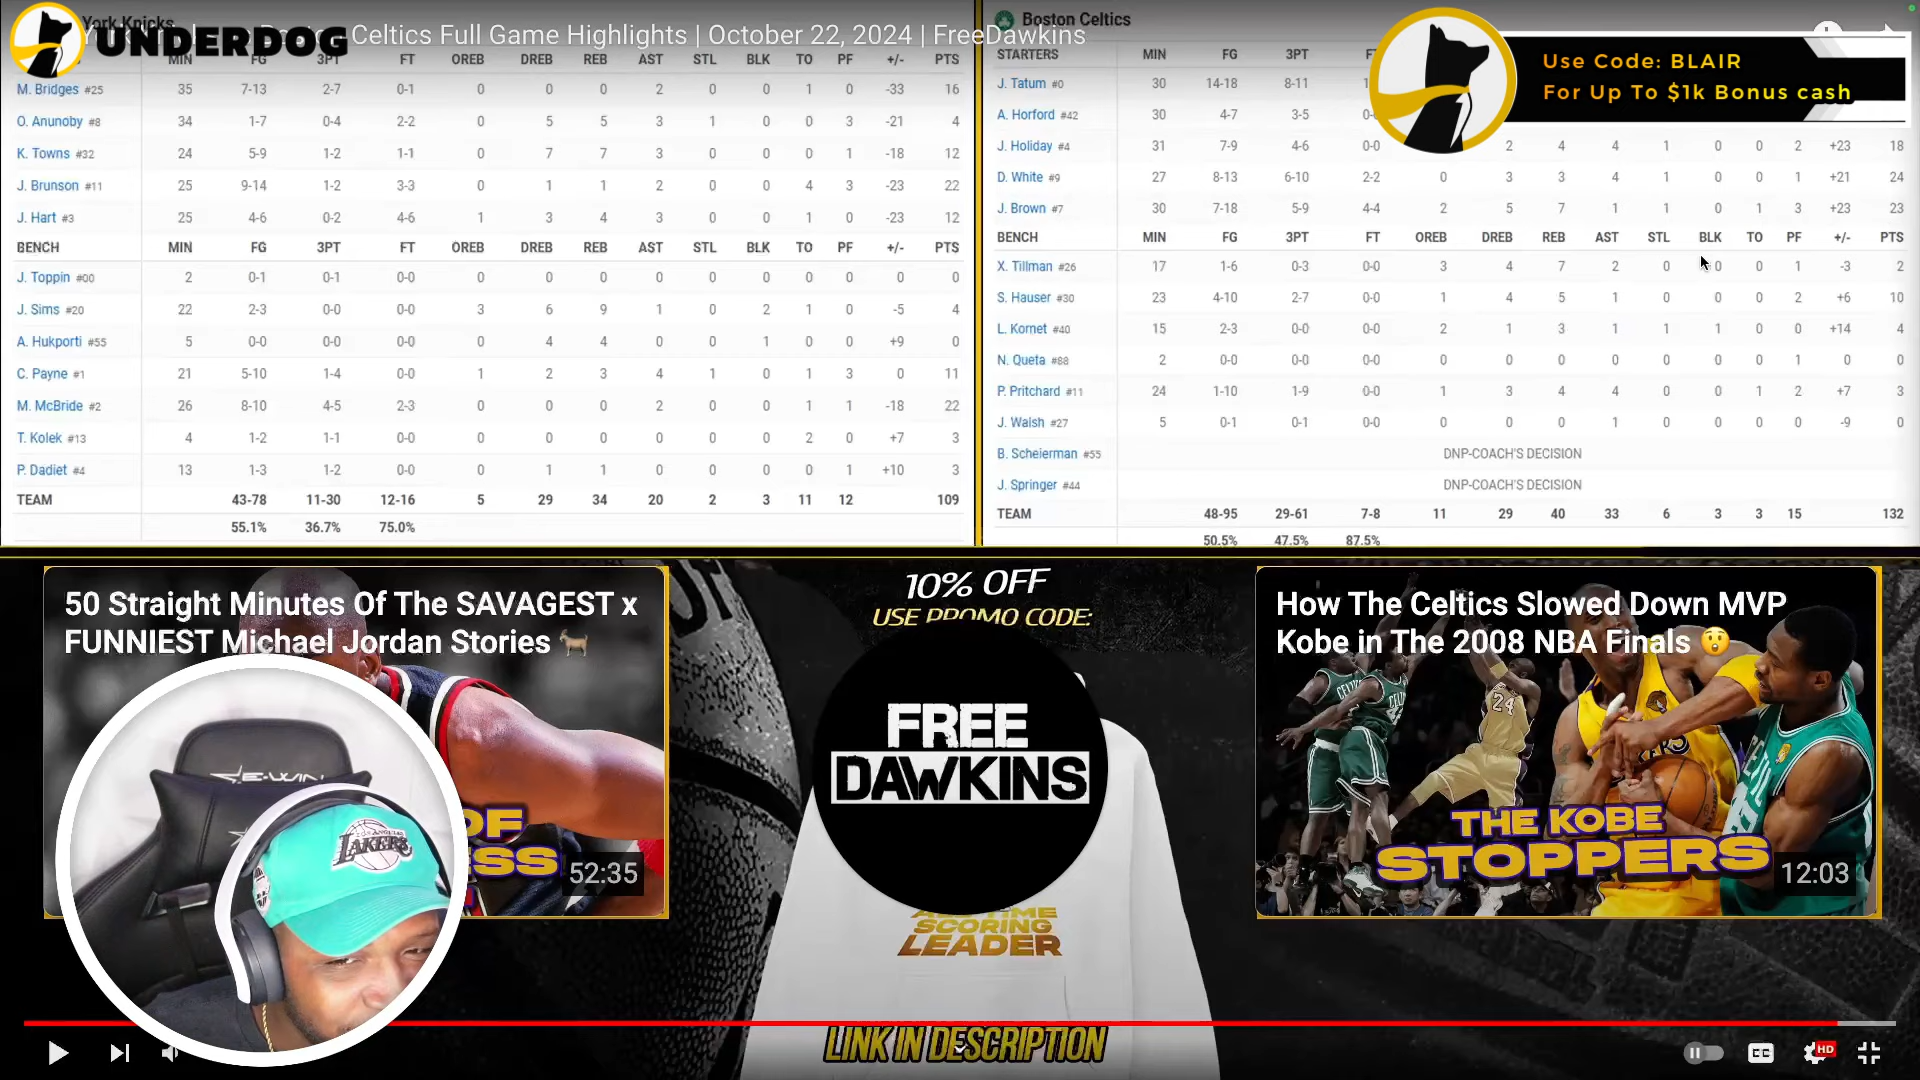 York Knicks
UNDERDOG
Celtics Full Game Highlights | October 22, 2024 | FreeDawkins
MIN FG 3PT FT OREB DREB REB AST STL BLK TO PF +/- PTS
M. Bridges #25 35 7-13 2-7 0-1 0 0 0 2 0 0 1 0 -33 16
O. Anunoby #8 34 1-7 0-4 2-2 0 5 5 3 1 0 0 3 -21 4
K. Towns #32 24 5-9 1-2 1-1 0 7 7 3 0 0 0 1 -18 12
J. Brunson #11 25 9-14 1-2 3-3 0 1 1 2 0 0 4 3 -23 22
J. Hart #3 25 4-6 0-2 4-6 1 3 4 3 0 0 1 0 -23 12
BENCH MIN FG 3PT FT OREB DREB REB AST STL BLK TO PF +/- PTS
J. Toppin #00 2 0-1 0-1 0-0 0 0 0 0 0 0 0 0 0 0
J. Sims #20 22 2-3 0-0 0-0 3 6 9 1 0 2 1 0 -5 4
A. Hukporti #55 5 0-0 0-0 0-0 0 4 4 0 0 1 0 0 +9 0
C. Payne #1 21 5-10 1-4 0-0 1 2 3 4 1 0 1 3 0 11
M. McBride #2 26 8-10 4-5 2-3 0 0 0 2 0 0 1 1 -18 22
T. Kolek #13 4 1-2 1-1 0-0 0 0 0 0 0 0 2 0 +7 3
P. Dadiet #4 13 1-3 1-2 0-0 0 1 1 0 0 0 0 1 +10 3
TEAM 43-78 11-30 12-16 5 29 34 20 2 3 11 12 109
55.1% 36.7% 75.0%
Boston Celtics
STARTERS MIN FG 3PT
J. Tatum #0 30 14-18 8-11
A. Horford #42 30 4-7 3-5
J. Holiday #4 31 7-9 4-6 0-0 2 4 4 1 0 0 2 +23 18
D. White #9 27 8-13 6-10 2-2 0 3 3 4 1 0 0 1 +21 24
J. Brown #7 30 7-18 5-9 4-4 2 5 7 1 1 0 1 3 +23 23
BENCH MIN FG 3PT FT OREB DREB REB AST STL BLK TO PF +/- PTS
X. Tillman #26 17 1-6 0-3 0-0 3 4 7 2 0 0 0 1 -3 2
S. Hauser #30 23 4-10 2-7 0-0 1 4 5 1 0 0 0 2 +6 10
L. Kornet #40 15 2-3 0-0 0-0 2 1 3 1 1 1 0 0 +14 4
N. Queta #88 2 0-0 0-0 0-0 0 0 0 0 0 0 0 1 0 0
P. Pritchard #11 24 1-10 1-9 0-0 1 3 4 4 0 0 1 2 +7 3
J. Walsh #27 5 0-1 0-1 0-0 0 0 0 1 0 0 0 0 -9 0
B. Scheierman #55 DNP-COACH'S DECISION
J. Springer #44 DNP-COACH'S DECISION
TEAM 48-95 29-61 7-8 11 29 40 33 6 3 3 15 132
50.5% 47.5% 87.5%
Use Code: BLAIR
For Up To $1k Bonus cash
50 Straight Minutes Of The SAVAGEST x
FUNNIEST Michael Jordan Stories 🐐
OF
ESS
52:35
E-WIN
LOS ANGELES
LAKERS
10% OFF
USE PROMO CODE:
FREE
DAWKINS
ALL TIME
SCORING
LEADER
LINK IN DESCRIPTION
How The Celtics Slowed Down MVP
Kobe in The 2008 NBA Finals 😲
24
THE KOBE
STOPPERS
12:03
CC
HD